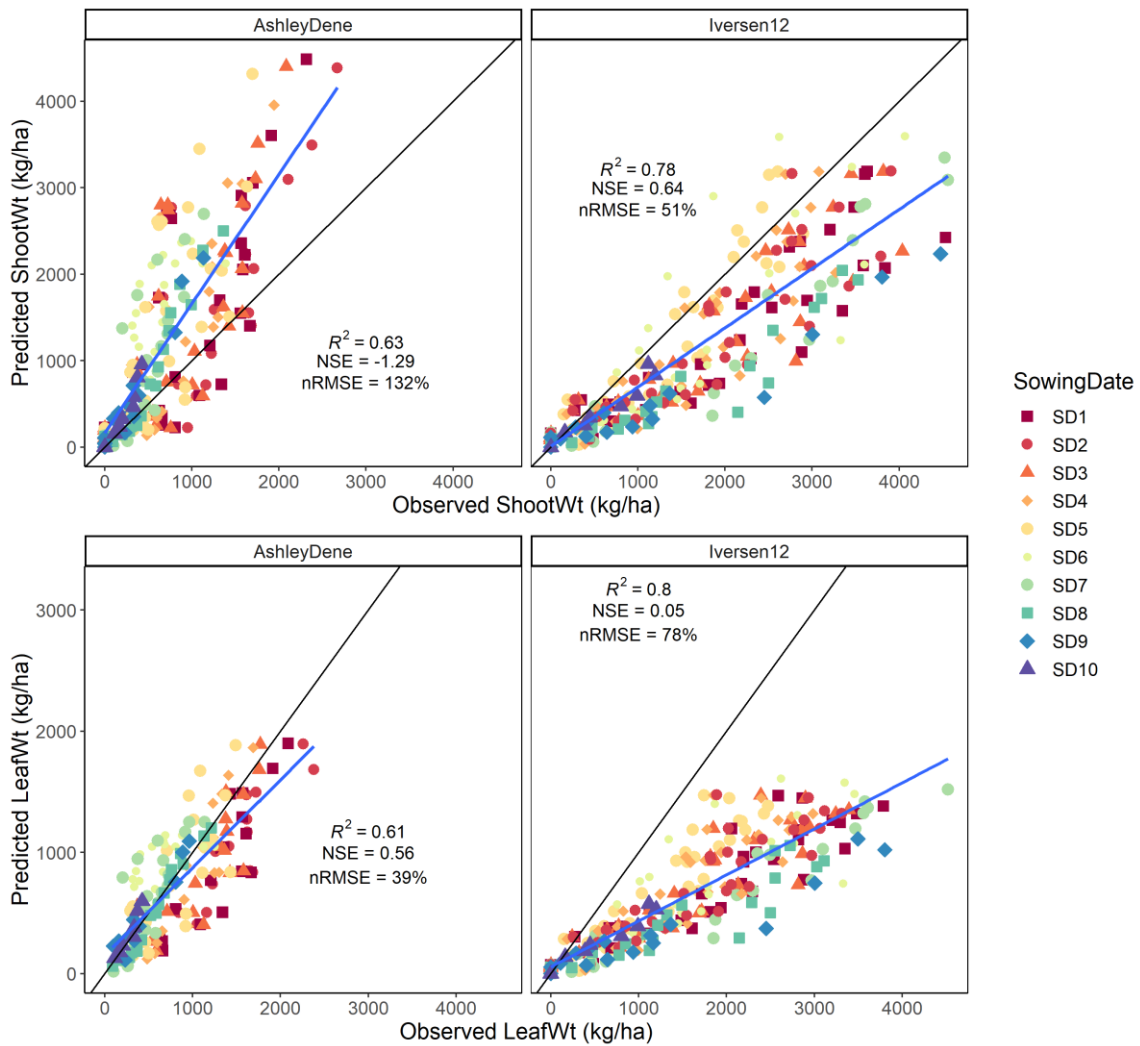 AshleyDene
Iversen12
Predicted ShootWt (kg/ha)
4000
3000
2000
1000
0
R² = 0.63
NSE = -1.29
nRMSE = 132%
R² = 0.78
NSE = 0.64
nRMSE = 51%
0 1000 2000 3000 4000
0 1000 2000 3000 4000
Observed ShootWt (kg/ha)
AshleyDene
Iversen12
Predicted LeafWt (kg/ha)
3000
2000
1000
0
R² = 0.61
NSE = 0.56
nRMSE = 39%
R² = 0.8
NSE = 0.05
nRMSE = 78%
0 1000 2000 3000 4000
0 1000 2000 3000 4000
Observed LeafWt (kg/ha)
SowingDate
SD1
SD2
SD3
SD4
SD5
SD6
SD7
SD8
SD9
SD10